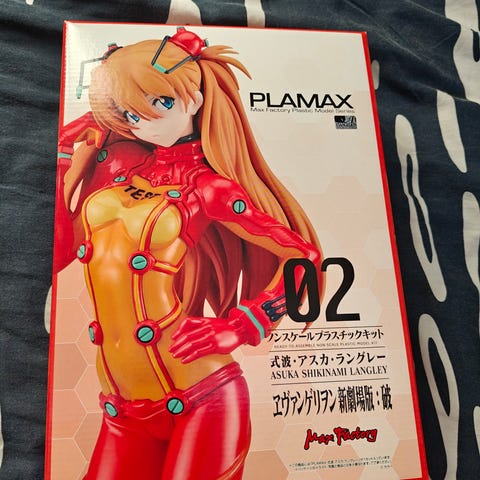 PLAMAX
Max Factory Plastic Model Series
TEST
02
ノンスケールプラスチックキット
READY-TO-ASSEMBLE NON-SCALE PLASTIC MODEL KIT
式波・アスカ・ラングレー
ASUKA SHIKINAMI LANGLEY
ヱヴァンゲリヲン 新劇場版：破
Max Factory